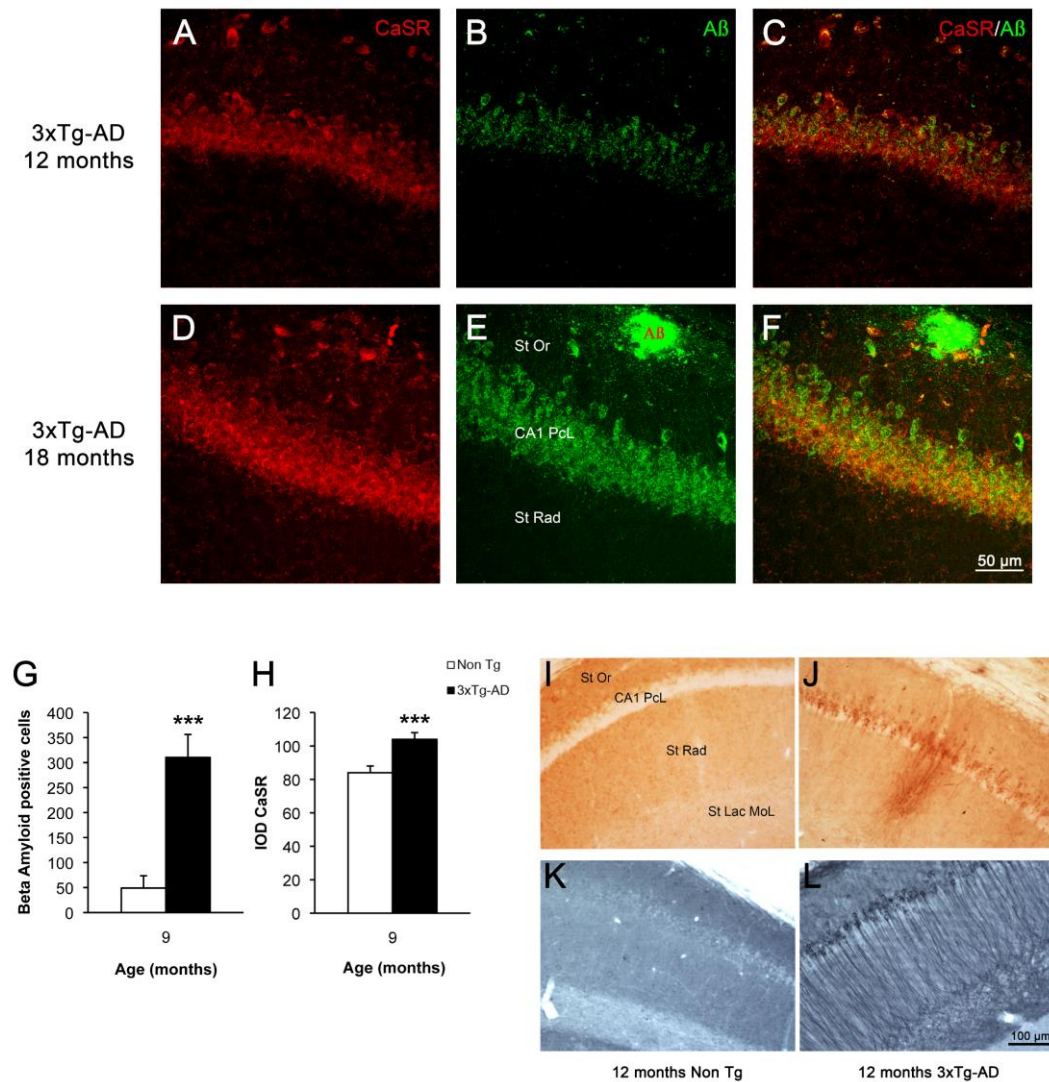 A
CaSR
B
Aß
C
CaSR/Aß
3xTg-AD
12 months
D
E
Aß
St Or
CA1 PcL
St Rad
F
50 µm
3xTg-AD
18 months
G
Beta Amyloid positive cells
400
350
300
250
200
150
100
50
0
***
9
Age (months)
H
Non Tg
3xTg-AD
IOD CaSR
120
100
80
60
40
20
0
***
9
Age (months)
I
St Or
CA1 PcL
St Rad
St Lac MoL
J
K
L
100 µm
12 months Non Tg
12 months 3xTg-AD